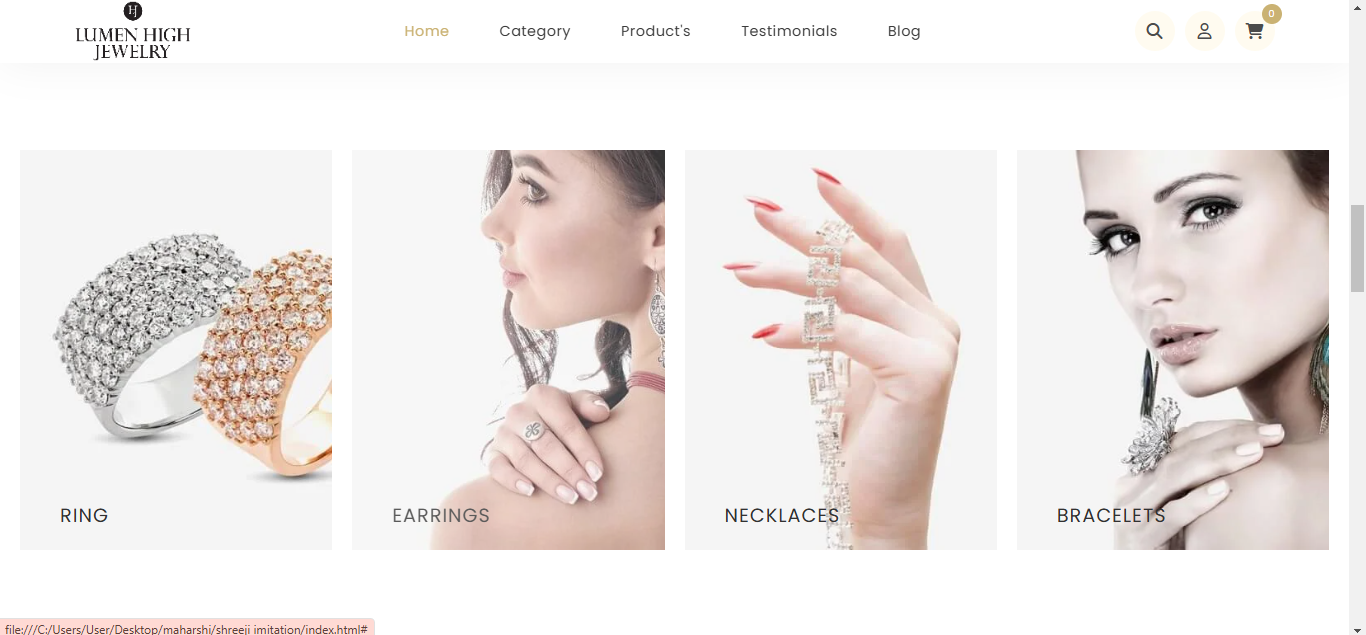 LUMEN HIGH
JEWELRY
Home
Category
Product's
Testimonials
Blog
0
RING
EARRINGS
NECKLACES
BRACELETS
file:///C:/Users/User/Desktop/maharshi/shreeji imitation/index.html#